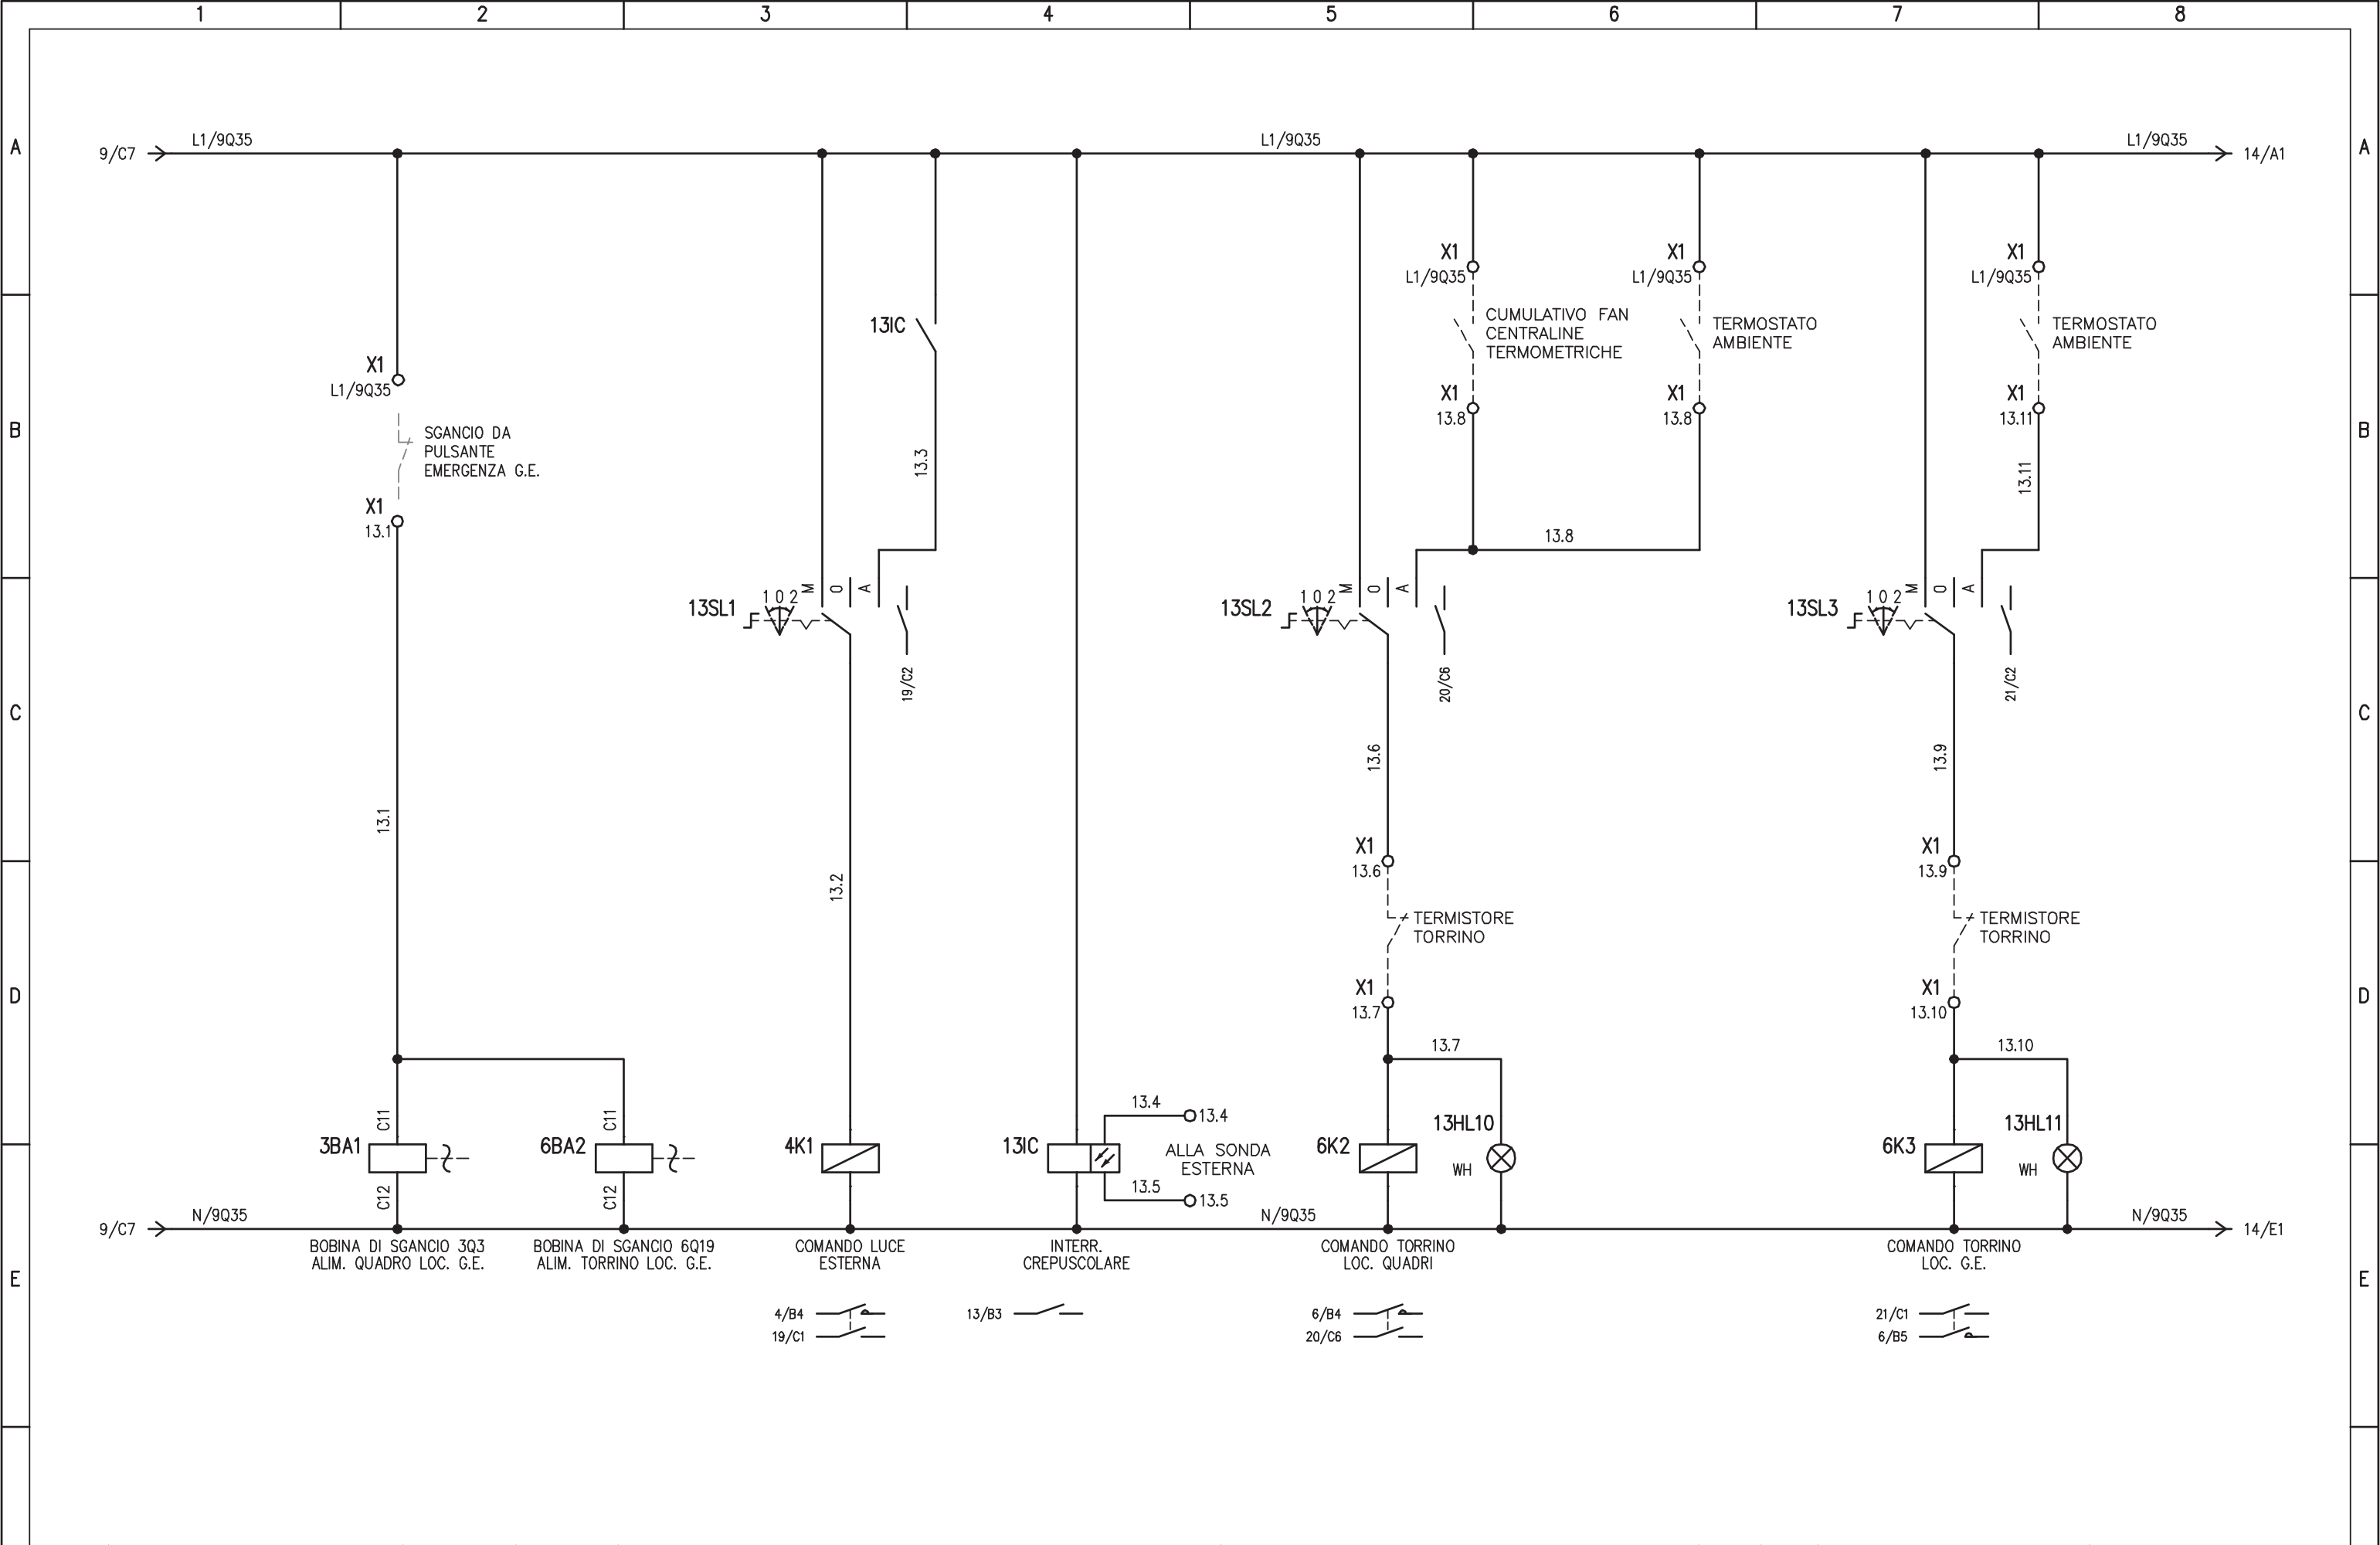 1 2 3 4 5 6 7 8
A A
9/C7 L1/9Q35 L1/9Q35 L1/9Q35 14/A1
X1 X1 X1
L1/9Q35 L1/9Q35 L1/9Q35
13IC
CUMULATIVO FAN
CENTRALINE
TERMOMETRICHE
TERMOSTATO
AMBIENTE
TERMOSTATO
AMBIENTE
X1
L1/9Q35
X1 X1 X1
13.8 13.8 13.11
B B
SGANCIO DA
PULSANTE
EMERGENZA G.E.
13.3
13.11
X1
13.1
13.8
13SL1 1 0 2 M 0 A
13SL2 1 0 2 M 0 A
13SL3 1 0 2 M 0 A
19/C2 20/C6 21/C2
C C
13.6 13.9
13.1
13.2
X1 X1
13.6 13.9
TERMISTORE
TORRINO
TERMISTORE
TORRINO
D D
X1 X1
13.7 13.10
13.7 13.10
C11 C11
13.4 13.4
13HL10 13HL11
3BA1 6BA2 4K1 13IC 6K2 6K3
ALLA SONDA
ESTERNA
WH WH
C12 C12
13.5 13.5
9/C7 N/9Q35 N/9Q35 N/9Q35 14/E1
BOBINA DI SGANCIO 3Q3
ALIM. QUADRO LOC. G.E.
BOBINA DI SGANCIO 6Q19
ALIM. TORRINO LOC. G.E.
COMANDO LUCE
ESTERNA
INTERR.
CREPUSCOLARE
COMANDO TORRINO
LOC. QUADRI
COMANDO TORRINO
LOC. G.E.
E E
4/B4 13/B3 6/B4 21/C1
19/C1 20/C6 6/B5